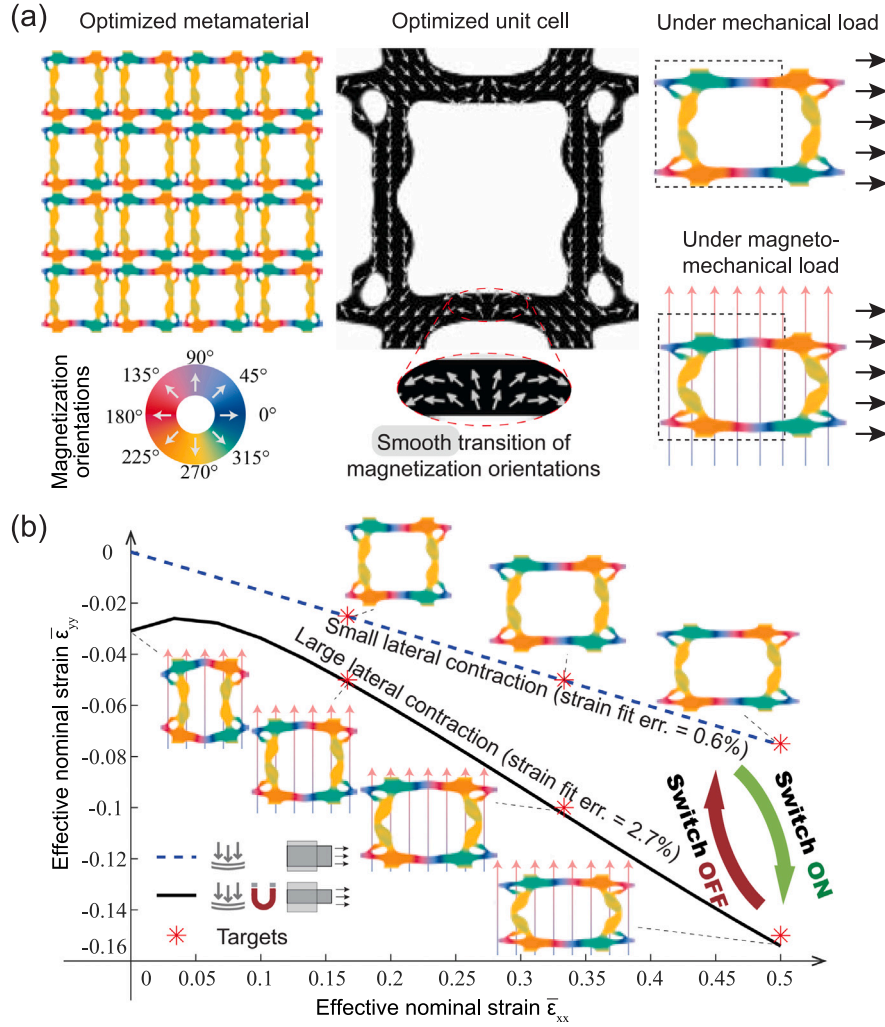 (a)
Optimized metamaterial
Optimized unit cell
Under mechanical load
Under magneto-
mechanical load
Magnetization
orientations
90°
135°
45°
180°
0°
225°
315°
270°
Smooth transition of
magnetization orientations
(b)
Effective nominal strain ε̅yy
0
-0.02
-0.04
-0.06
-0.08
-0.1
-0.12
-0.14
-0.16
Small lateral contraction (strain fit err. = 0.6%)
Large lateral contraction (strain fit err. = 2.7%)
Switch OFF
Switch ON
Targets
0
0.05
0.1
0.15
0.2
0.25
0.3
0.35
0.4
0.45
0.5
Effective nominal strain ε̅xx